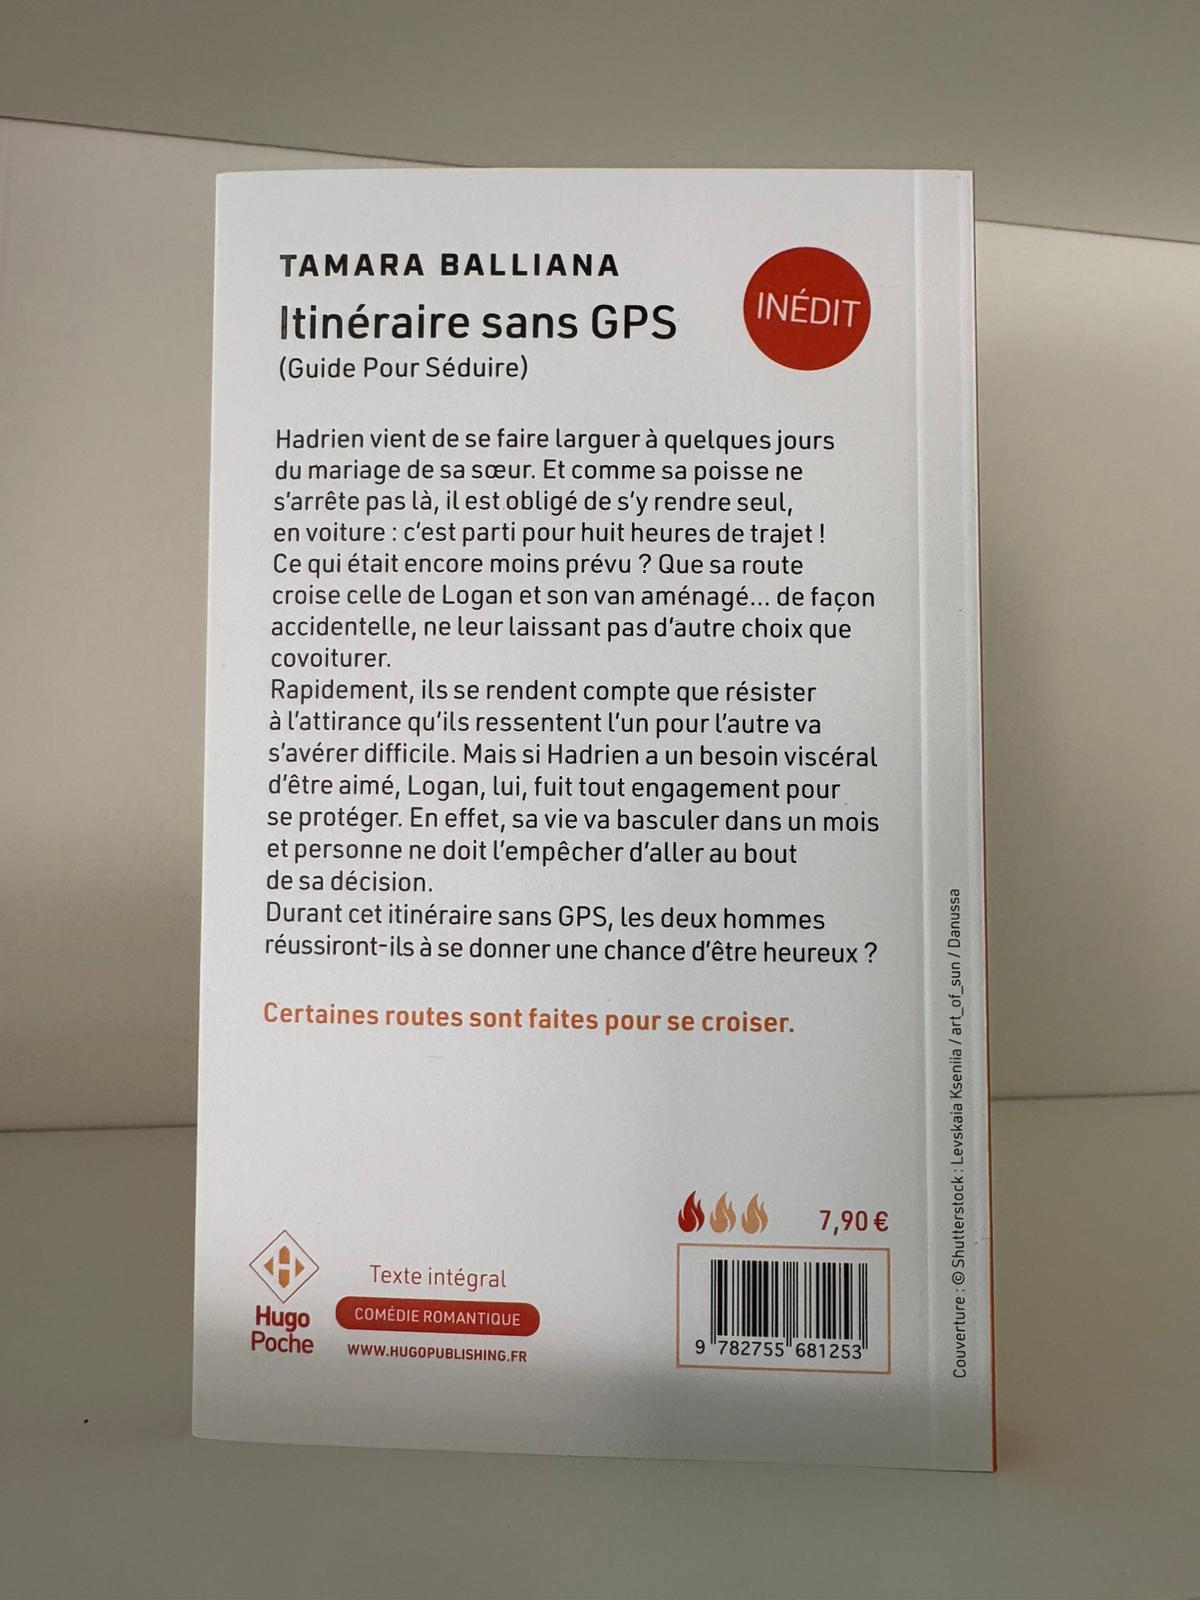 TAMARA BALLIANA
Itinéraire sans GPS
(Guide Pour Séduire)
INÉDIT
Hadrien vient de se faire larguer à quelques jours
du mariage de sa sœur. Et comme sa poisse ne
s'arrête pas là, il est obligé de s'y rendre seul,
en voiture : c'est parti pour huit heures de trajet !
Ce qui était encore moins prévu ? Que sa route
croise celle de Logan et son van aménagé... de façon
accidentelle, ne leur laissant pas d'autre choix que
covoiturer.
Rapidement, ils se rendent compte que résister
à l'attirance qu'ils ressentent l'un pour l'autre va
s'avérer difficile. Mais si Hadrien a un besoin viscéral
d'être aimé, Logan, lui, fuit tout engagement pour
se protéger. En effet, sa vie va basculer dans un mois
et personne ne doit l'empêcher d'aller au bout
de sa décision.
Durant cet itinéraire sans GPS, les deux hommes
réussiront-ils à se donner une chance d'être heureux ?
Certaines routes sont faites pour se croiser.
7,90 €
Hugo
Poche
Texte intégral
COMÉDIE ROMANTIQUE
WWW.HUGOPUBLISHING.FR
9 782755 681253
Couverture : © Shutterstock : Levskaia Kseniia / art_of_sun / Danussa